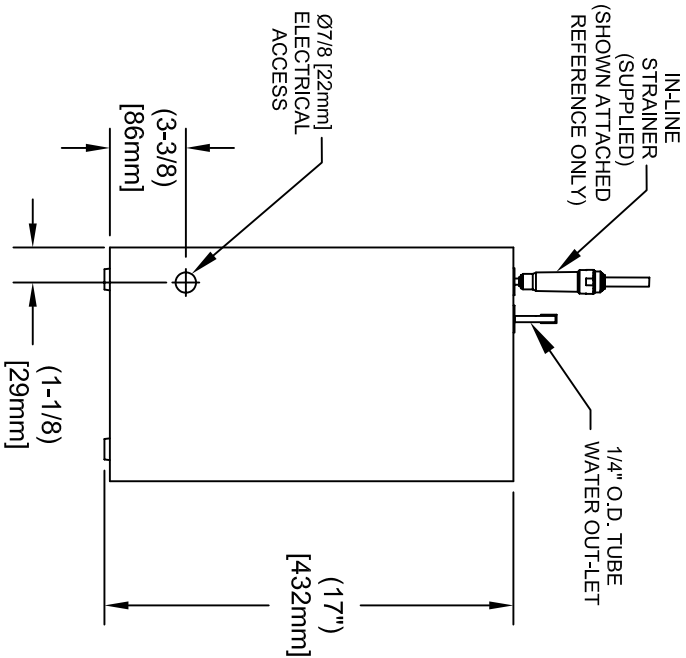 IN-LINE
STRAINER
(SUPPLIED)
(SHOWN ATTACHED
REFERENCE ONLY)
1/4" O.D. TUBE
WATER OUT-LET
Ø7/8 [22mm]
ELECTRICAL
ACCESS
(3-3/8)
[86mm]
(1-1/8)
[29mm]
(17")
[432mm]